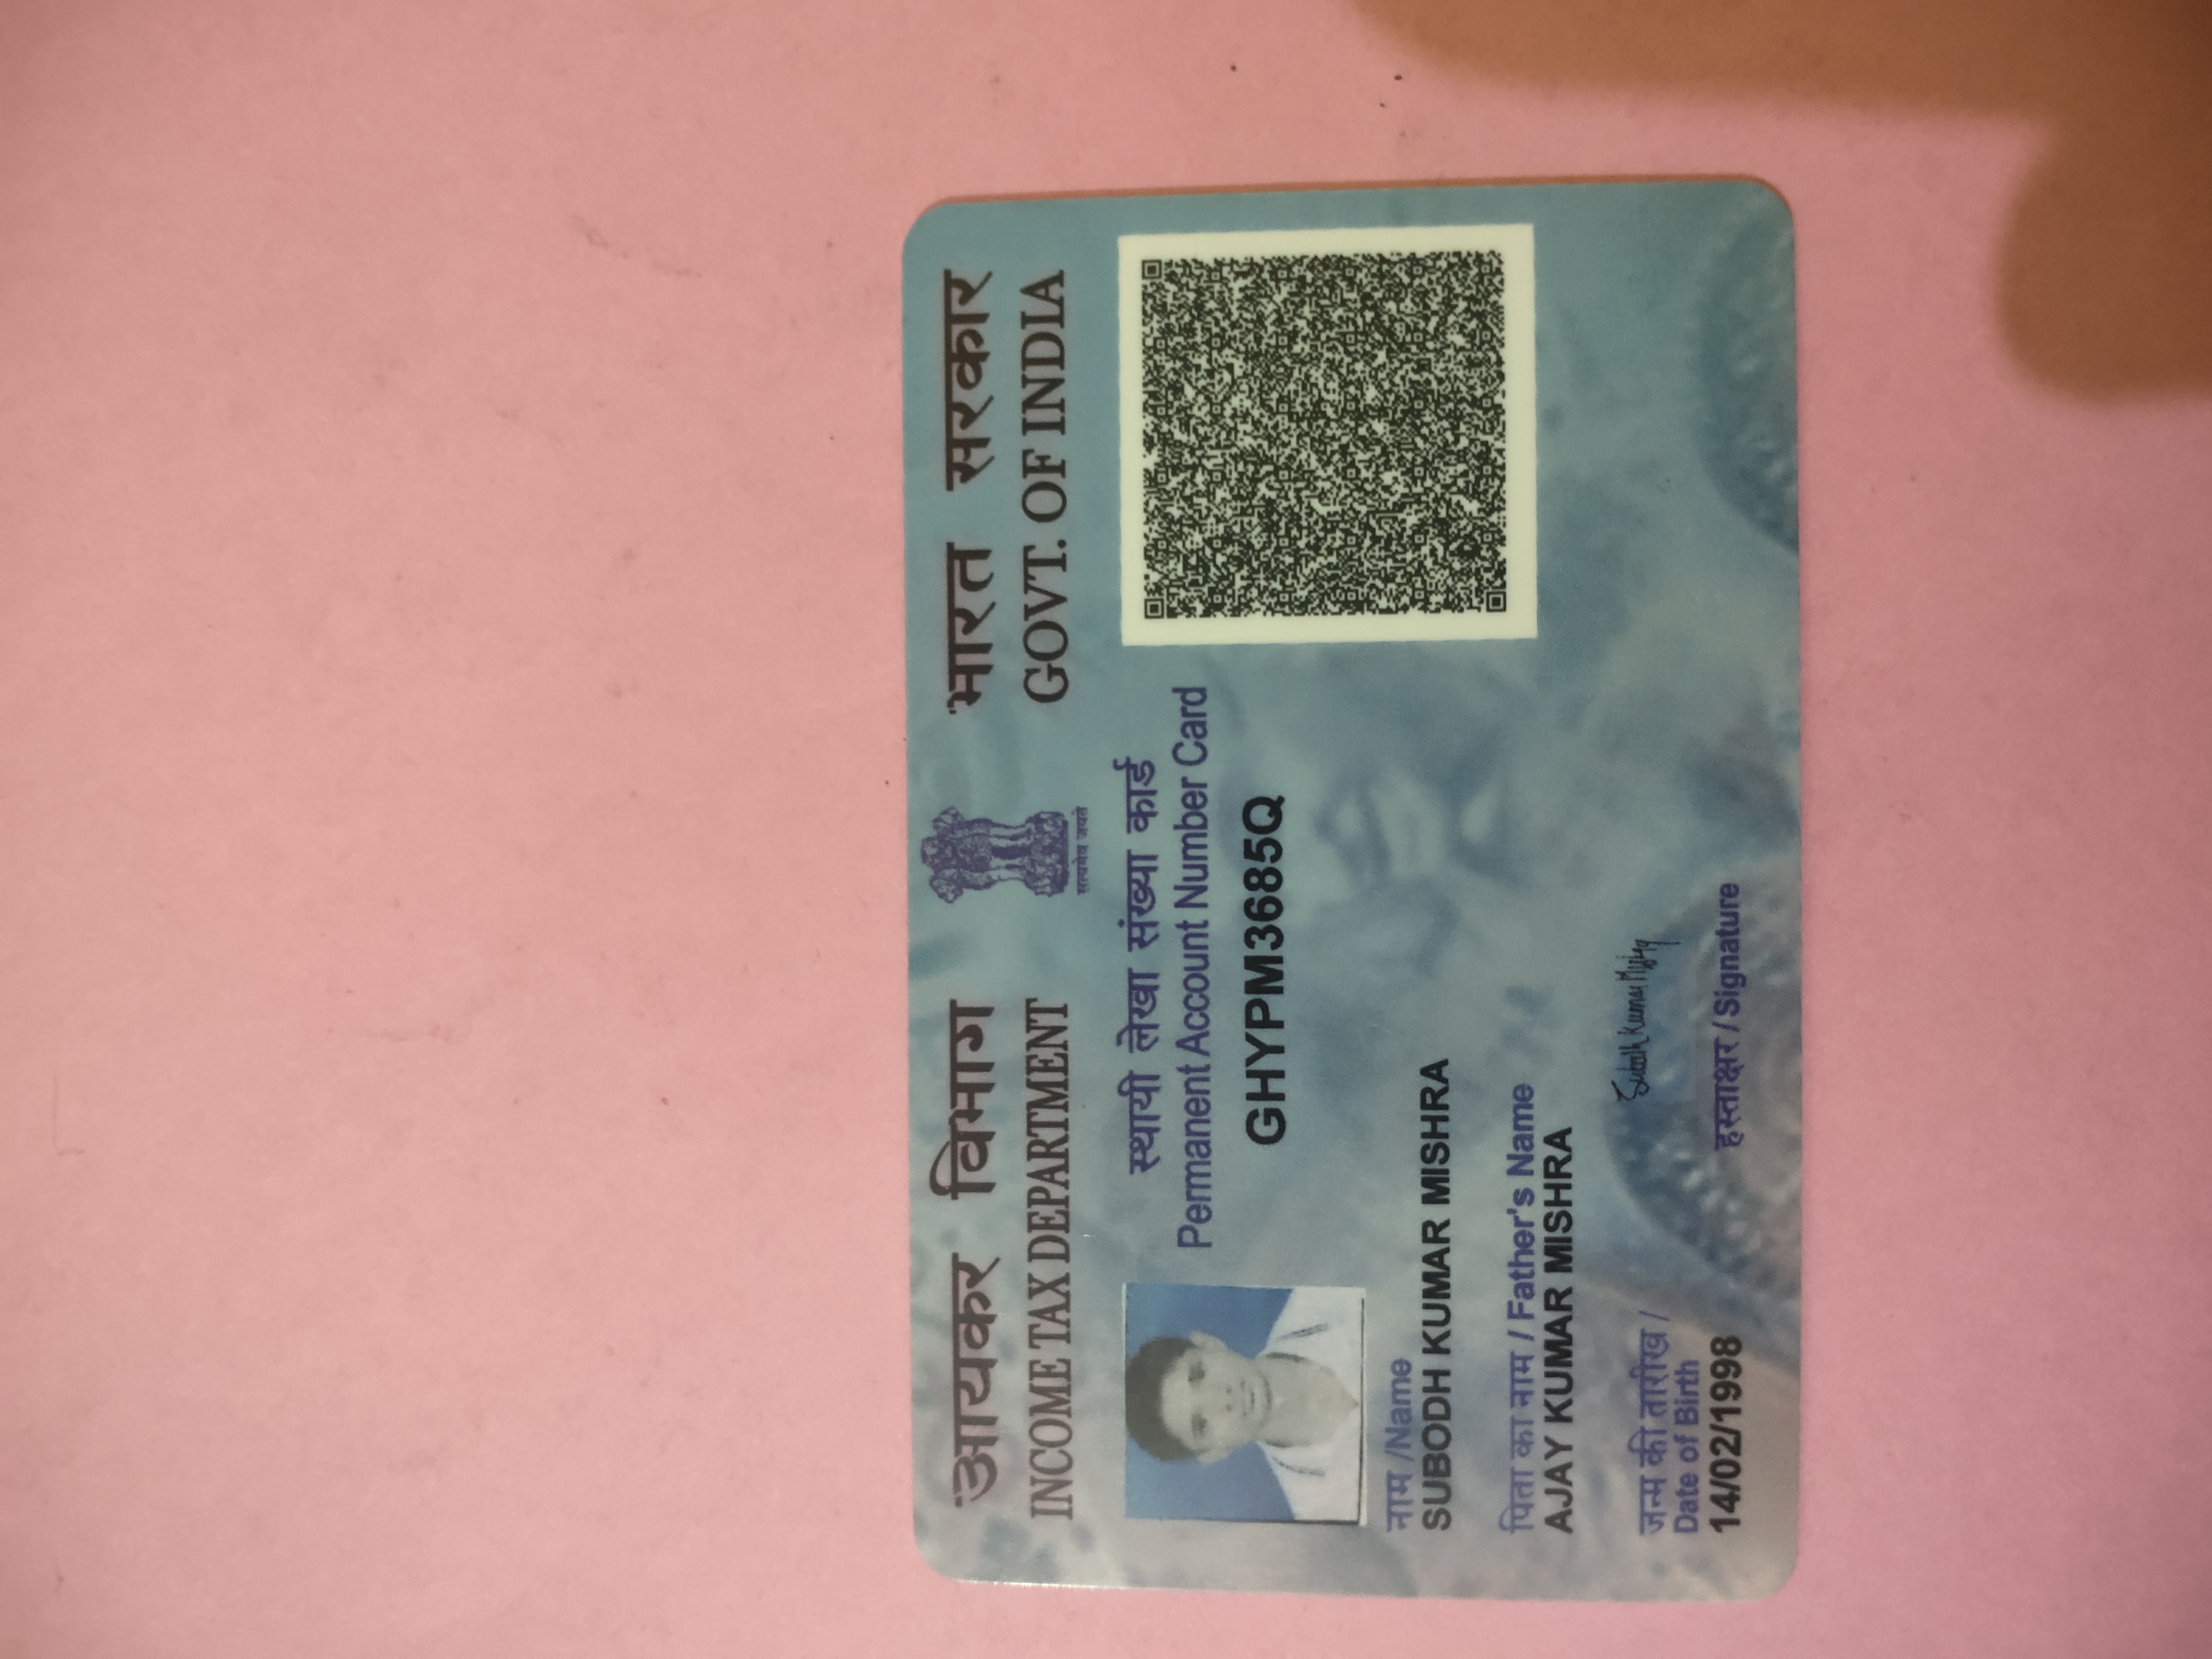 आयकर विभाग
INCOME TAX DEPARTMENT
सत्यमेव जयते
भारत सरकार
GOVT. OF INDIA
स्थायी लेखा संख्या कार्ड
Permanent Account Number Card
GHYPM3685Q
नाम /Name
SUBODH KUMAR MISHRA
पिता का नाम / Father's Name
AJAY KUMAR MISHRA
जन्म की तारीख /
Date of Birth
14/02/1998
Subodh Kumar Mishra
हस्ताक्षर / Signature